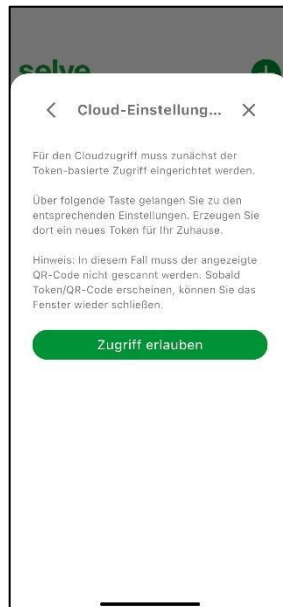 selve
Cloud-Einstellung...
Für den Cloudzugriff muss zunächst der
Token-basierte Zugriff eingerichtet werden.
Über folgende Taste gelangen Sie zu den
entsprechenden Einstellungen. Erzeugen Sie
dort ein neues Token für Ihr Zuhause.
Hinweis: In diesem Fall muss der angezeigte
QR-Code nicht gescannt werden. Sobald
Token/QR-Code erscheinen, können Sie das
Fenster wieder schließen.
Zugriff erlauben